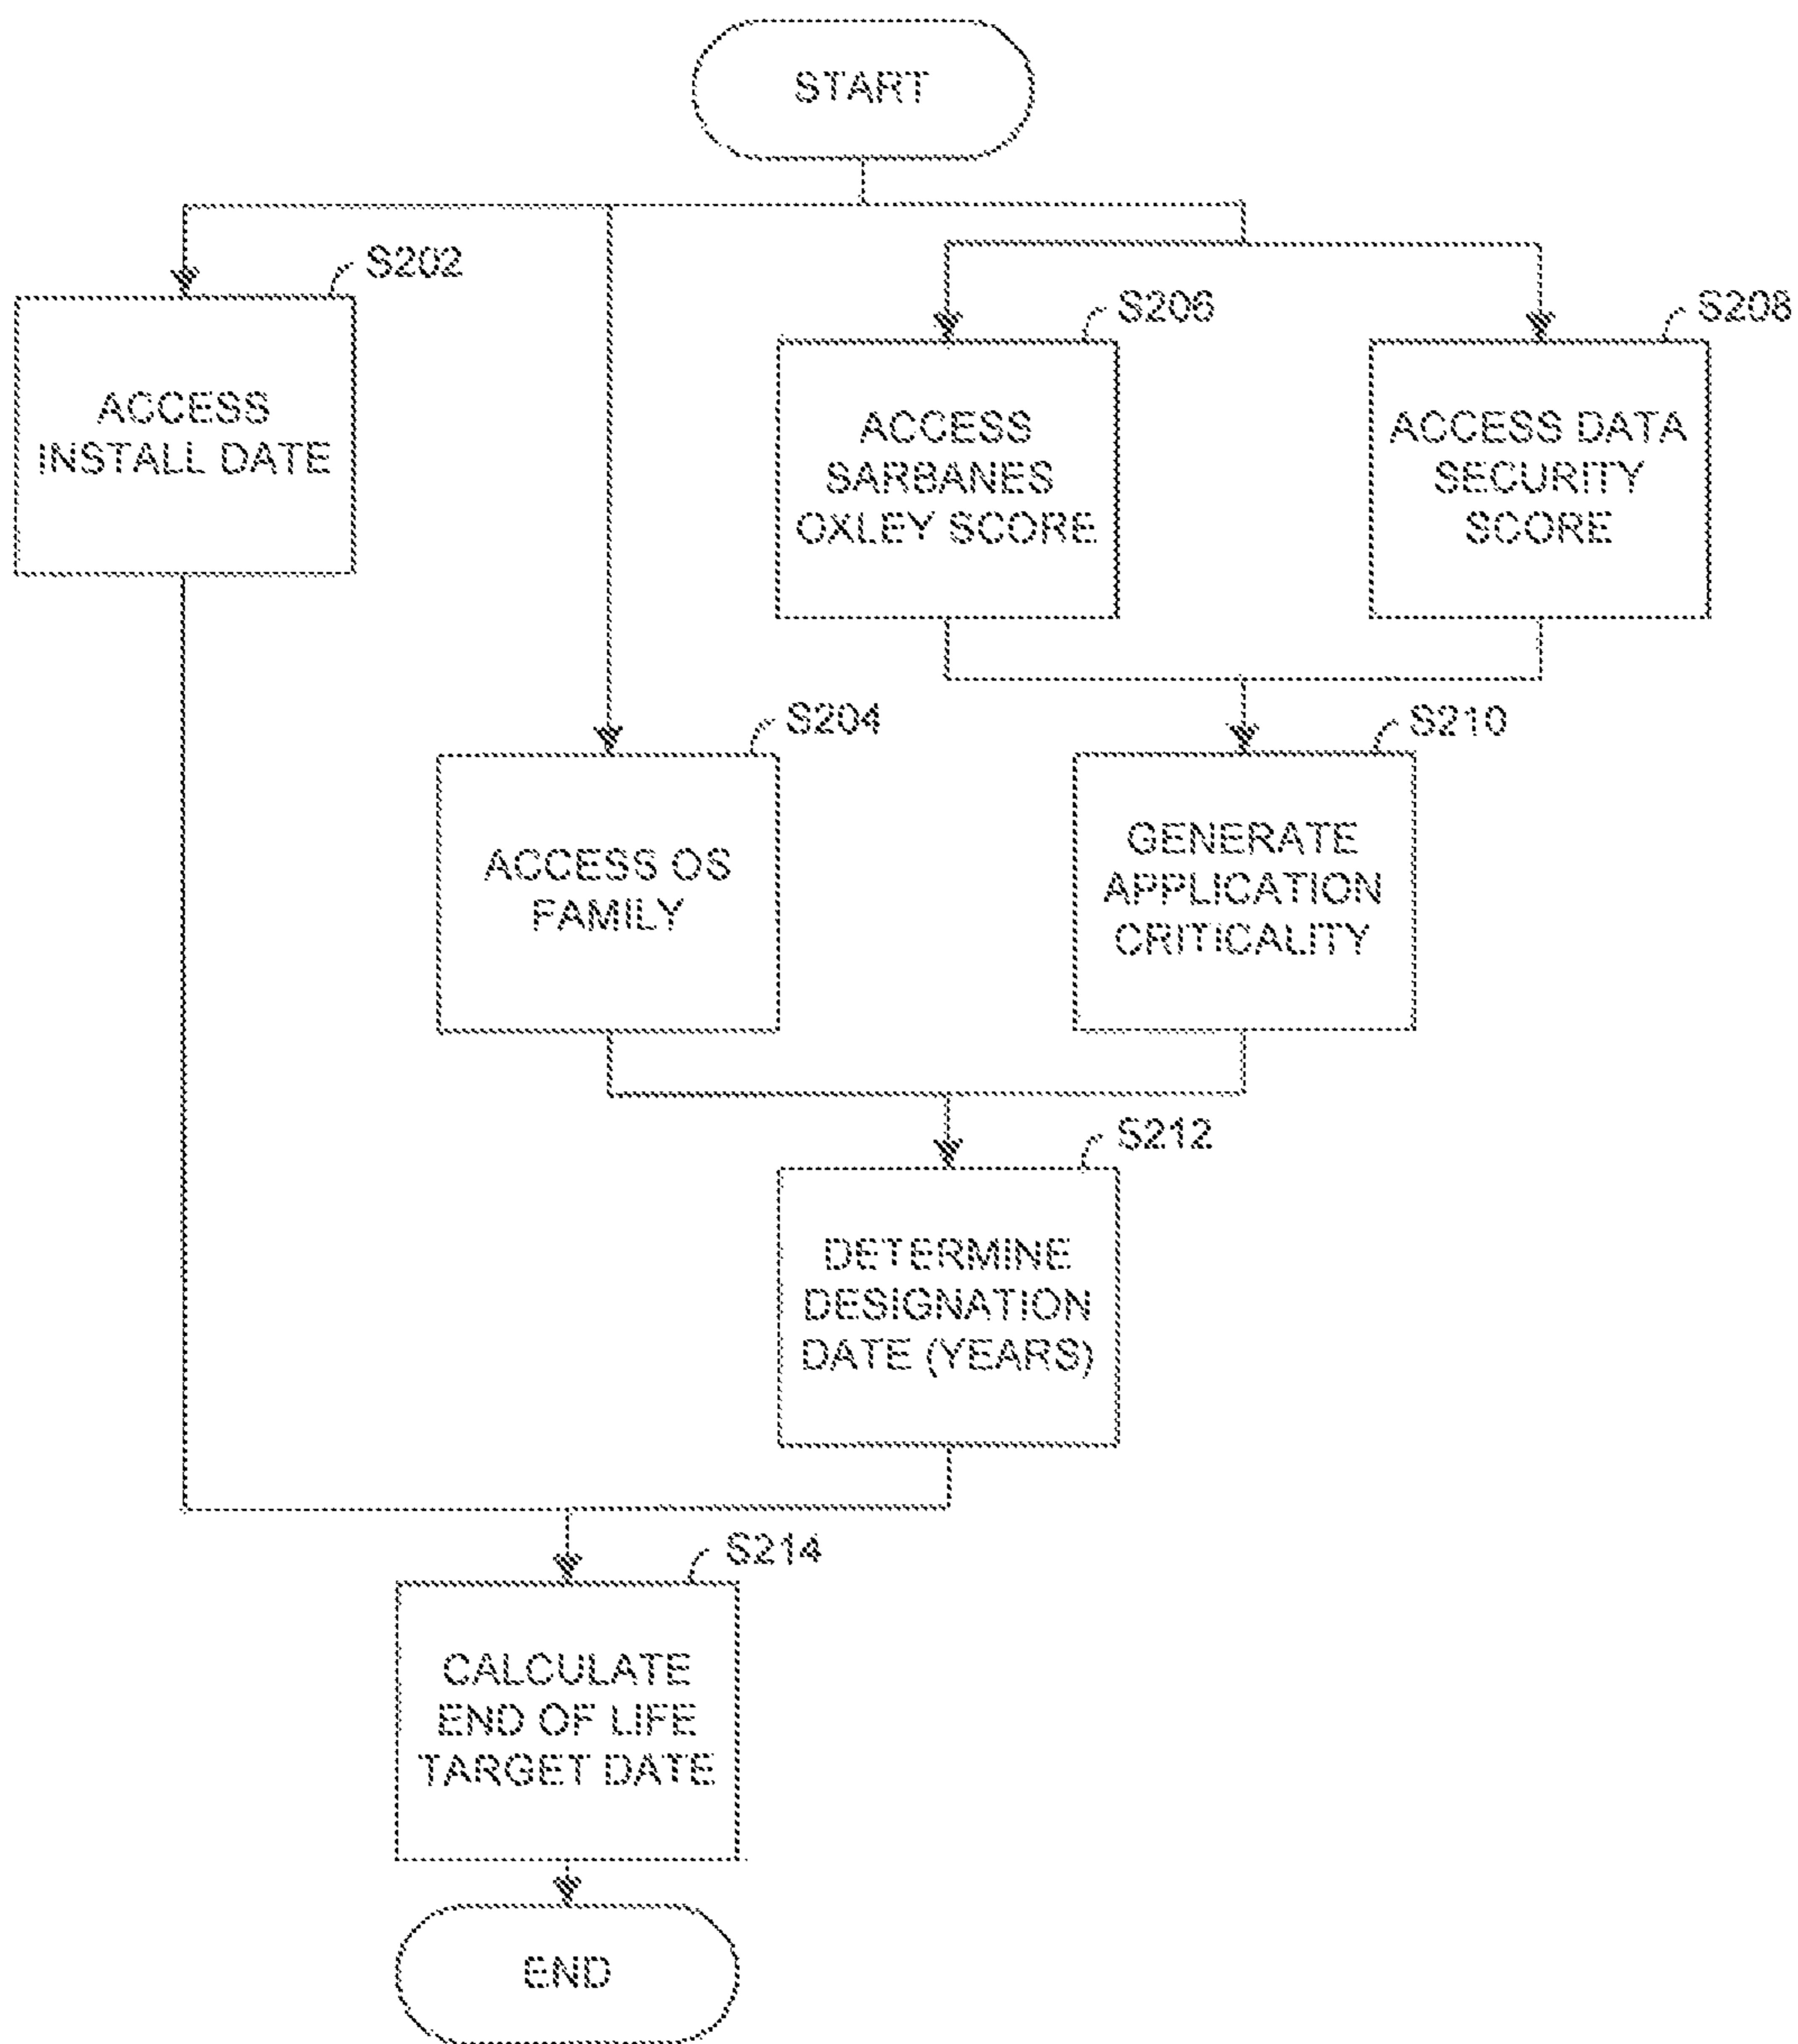 START
S202
ACCESS
INSTALL DATE
S206
ACCESS
SARBANES
OXLEY SCORE
S208
ACCESS DATA
SECURITY
SCORE
S204
ACCESS OS
FAMILY
S210
GENERATE
APPLICATION
CRITICALITY
S212
DETERMINE
DESIGNATION
DATE (YEARS)
S214
CALCULATE
END OF LIFE
TARGET DATE
END